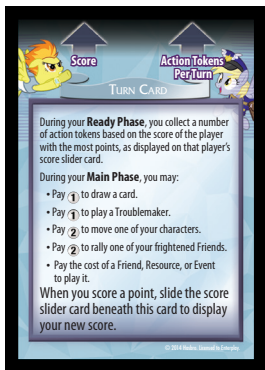 Score
Action Tokens
Per Turn
TURN CARD
During your Ready Phase, you collect a number
of action tokens based on the score of the player
with the most points, as displayed on that player's
score slider card.
During your Main Phase, you may:
• Pay 1 to draw a card.
• Pay 1 to play a Troublemaker.
• Pay 2 to move one of your characters.
• Pay 2 to rally one of your frightened Friends.
• Pay the cost of a Friend, Resource, or Event
to play it.
When you score a point, slide the score
slider card beneath this card to display
your new score.
© 2014 Hasbro. Licensed to Enterplay.